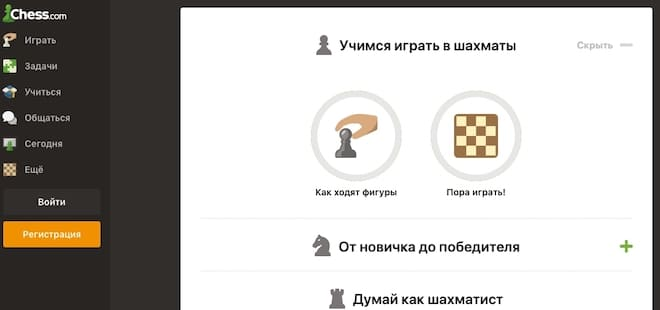 Chess.com
Играть
Задачи
Учиться
Общаться
Сегодня
Ещё
Войти
Регистрация
Учимся играть в шахматы
Скрыть
Как ходят фигуры
Пора играть!
От новичка до победителя
Думай как шахматист